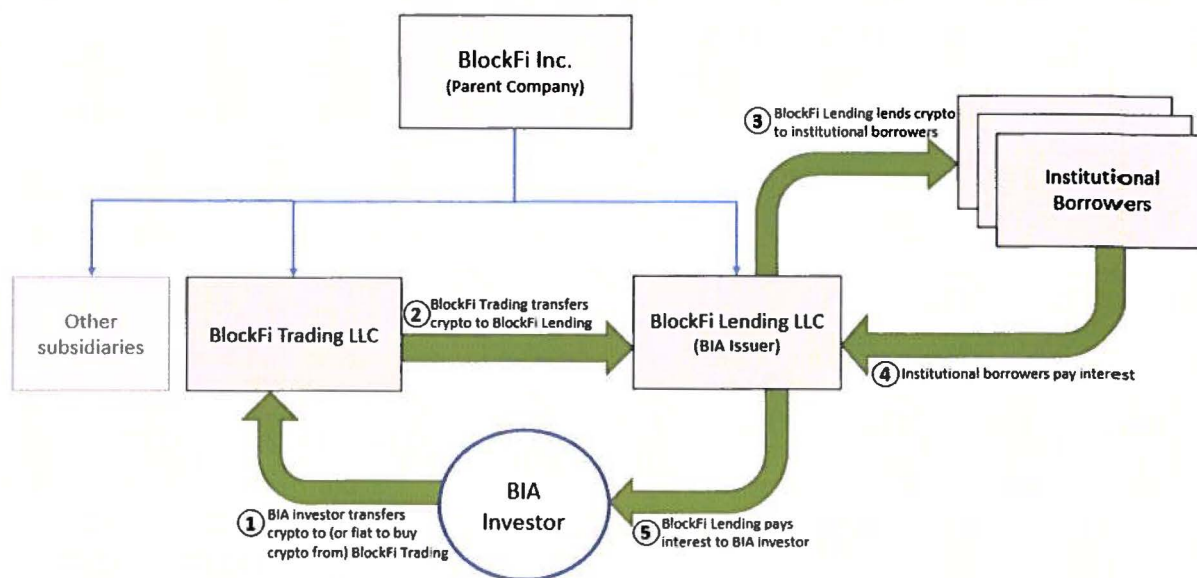 BlockFi Inc.
(Parent Company)
3 BlockFi Lending lends crypto
to institutional borrowers
Institutional
Borrowers
Other
subsidiaries
BlockFi Trading LLC
2 BlockFi Trading transfers
crypto to BlockFi Lending
BlockFi Lending LLC
(BIA Issuer)
4 Institutional borrowers pay interest
BIA
Investor
1 BIA investor transfers
crypto to (or fiat to buy
crypto from) BlockFi Trading
5 BlockFi Lending pays
interest to BIA investor